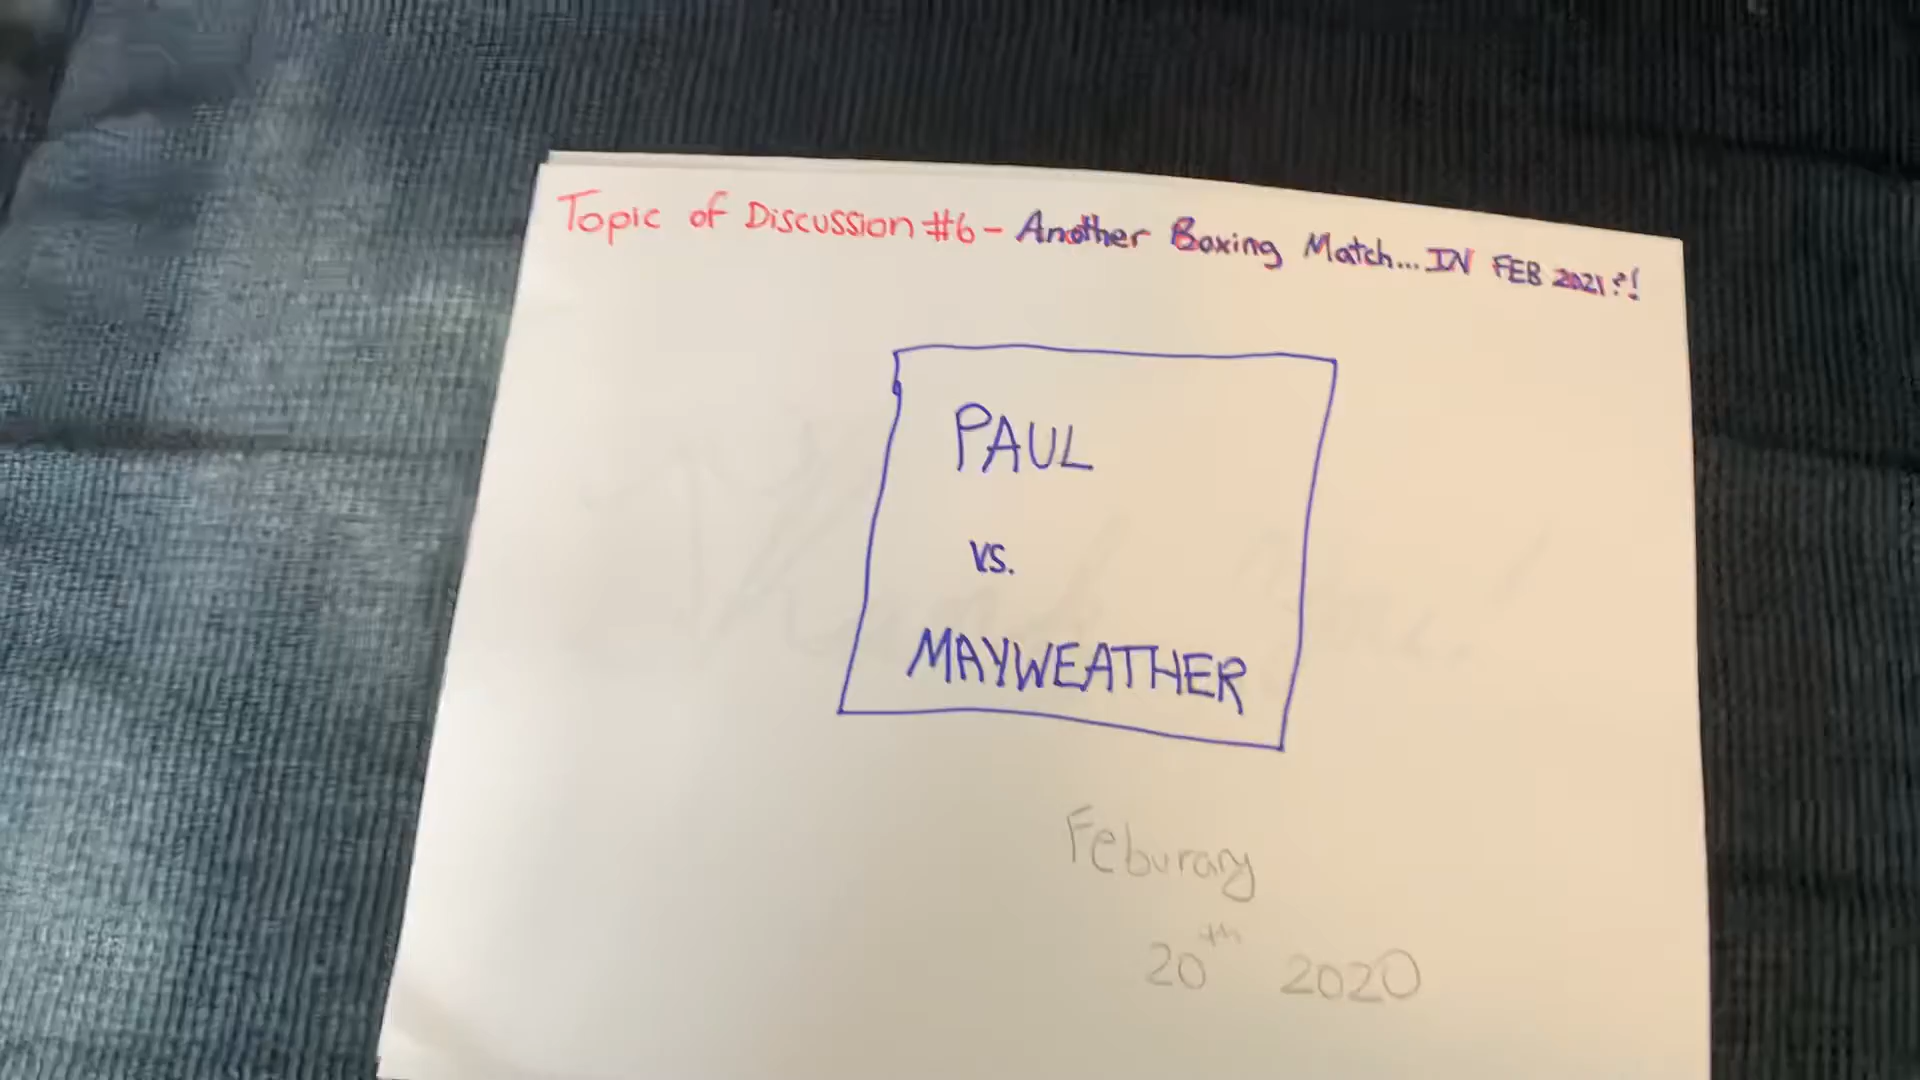 Topic of Discussion #6 - Another Boxing Match... IN FEB 2021?!
PAUL
VS.
MAYWEATHER
Feburary
20th 2020